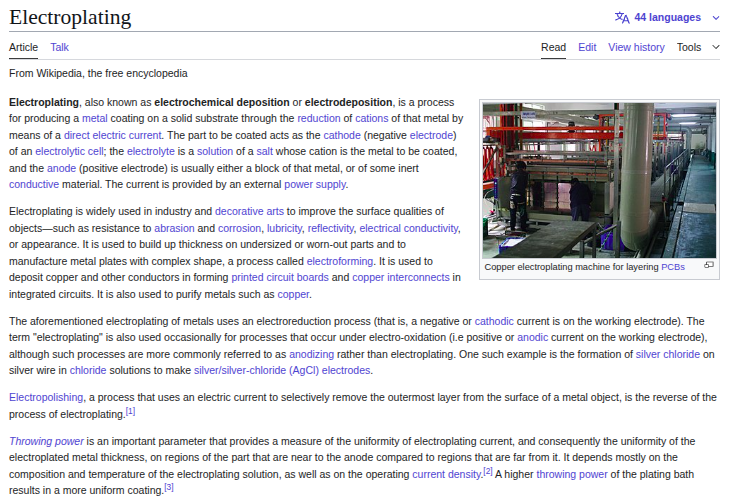 Electroplating
44 languages
Article Talk
Read Edit View history Tools
From Wikipedia, the free encyclopedia
Electroplating, also known as electrochemical deposition or electrodeposition, is a process
for producing a metal coating on a solid substrate through the reduction of cations of that metal by
means of a direct electric current. The part to be coated acts as the cathode (negative electrode)
of an electrolytic cell; the electrolyte is a solution of a salt whose cation is the metal to be coated,
and the anode (positive electrode) is usually either a block of that metal, or of some inert
conductive material. The current is provided by an external power supply.
Electroplating is widely used in industry and decorative arts to improve the surface qualities of
objects—such as resistance to abrasion and corrosion, lubricity, reflectivity, electrical conductivity,
or appearance. It is used to build up thickness on undersized or worn-out parts and to
manufacture metal plates with complex shape, a process called electroforming. It is used to
deposit copper and other conductors in forming printed circuit boards and copper interconnects in
integrated circuits. It is also used to purify metals such as copper.
Copper electroplating machine for layering PCBs
The aforementioned electroplating of metals uses an electroreduction process (that is, a negative or cathodic current is on the working electrode). The
term "electroplating" is also used occasionally for processes that occur under electro-oxidation (i.e positive or anodic current on the working electrode),
although such processes are more commonly referred to as anodizing rather than electroplating. One such example is the formation of silver chloride on
silver wire in chloride solutions to make silver/silver-chloride (AgCl) electrodes.
Electropolishing, a process that uses an electric current to selectively remove the outermost layer from the surface of a metal object, is the reverse of the
process of electroplating.[1]
Throwing power is an important parameter that provides a measure of the uniformity of electroplating current, and consequently the uniformity of the
electroplated metal thickness, on regions of the part that are near to the anode compared to regions that are far from it. It depends mostly on the
composition and temperature of the electroplating solution, as well as on the operating current density.[2] A higher throwing power of the plating bath
results in a more uniform coating.[3]